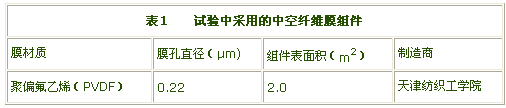 表1 试验中采用的中空纤维膜组件
膜材质 膜孔直径（μm） 组件表面积（m²） 制造商
聚偏氟乙烯（PVDF） 0.22 2.0 天津纺织工学院